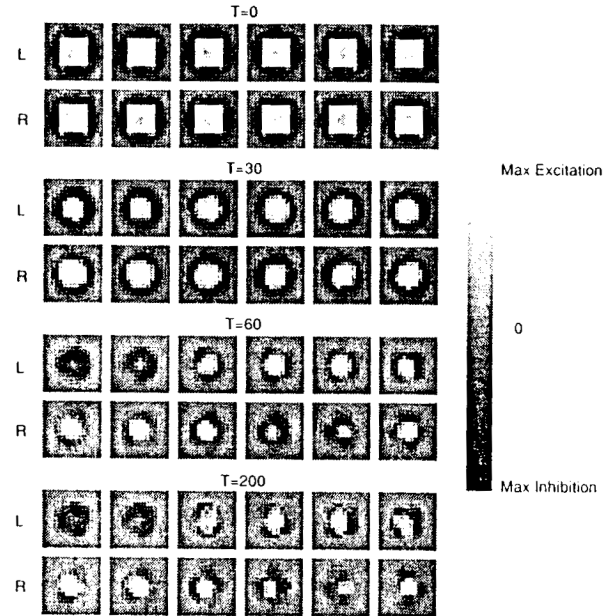 T=0
L
R
T=30
Max Excitation
L
R
T=60
0
L
R
T=200
Max Inhibition
L
R